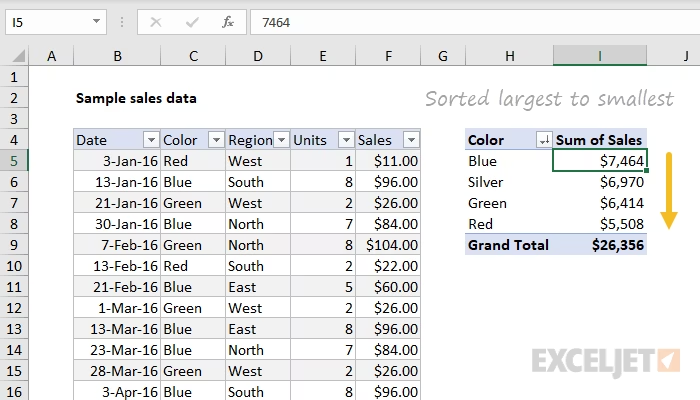 I5 fx 7464
A B C D E F G H I J
1
2 Sample sales data Sorted largest to smallest
3
4 Date Color Region Units Sales Color Sum of Sales
5 3-Jan-16 Red West 1 $11.00 Blue $7,464
6 13-Jan-16 Blue South 8 $96.00 Silver $6,970
7 21-Jan-16 Green West 2 $26.00 Green $6,414
8 30-Jan-16 Blue North 7 $84.00 Red $5,508
9 7-Feb-16 Green North 8 $104.00 Grand Total $26,356
10 13-Feb-16 Red South 2 $22.00
11 21-Feb-16 Blue East 5 $60.00
12 1-Mar-16 Green West 2 $26.00
13 13-Mar-16 Blue East 8 $96.00
14 23-Mar-16 Blue North 7 $84.00
15 28-Mar-16 Green West 2 $26.00
16 3-Apr-16 Blue South 8 $96.00
EXCELJET